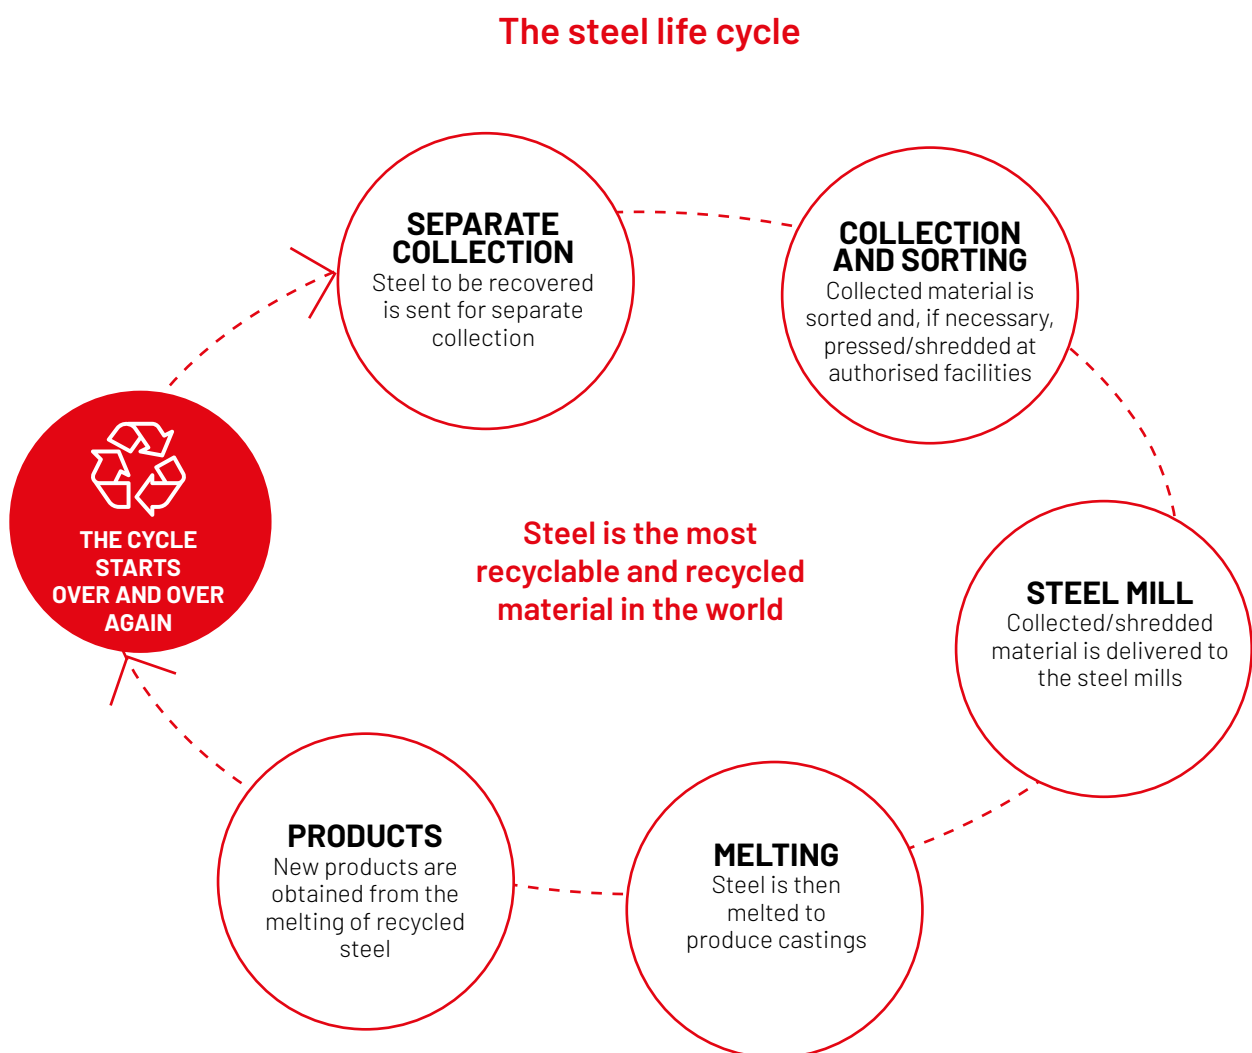 The steel life cycle
SEPARATE
COLLECTION
Steel to be recovered
is sent for separate
collection
COLLECTION
AND SORTING
Collected material is
sorted and, if necessary,
pressed/shredded at
authorised facilities
STEEL MILL
Collected/shredded
material is delivered to
the steel mills
MELTING
Steel is then
melted to
produce castings
PRODUCTS
New products are
obtained from the
melting of recycled
steel
THE CYCLE
STARTS
OVER AND OVER
AGAIN
Steel is the most
recyclable and recycled
material in the world